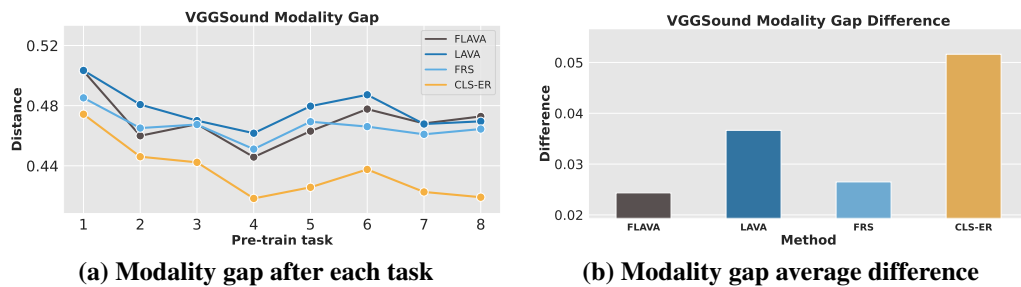 VGGSound Modality Gap
0.52
0.48
0.44
Distance
FLAVA
LAVA
FRS
CLS-ER
1 2 3 4 5 6 7 8
Pre-train task
(a) Modality gap after each task
VGGSound Modality Gap Difference
0.05
0.04
0.03
0.02
Difference
FLAVA LAVA FRS CLS-ER
Method
(b) Modality gap average difference